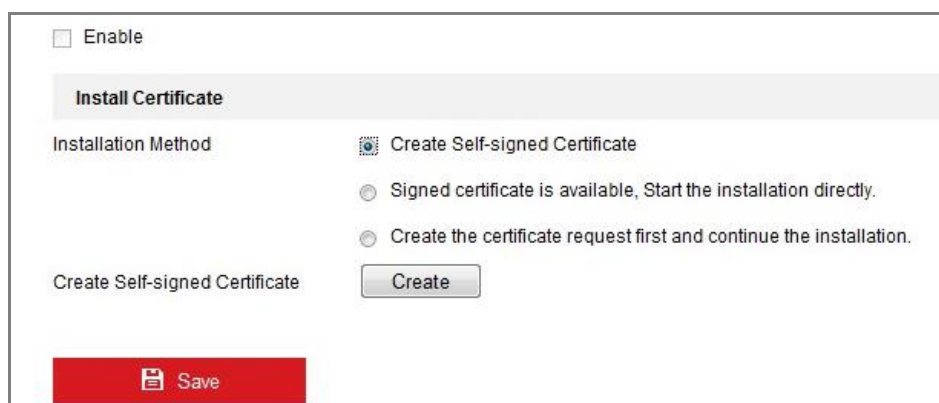 Enable
Install Certificate
Installation Method
Create Self-signed Certificate
Signed certificate is available, Start the installation directly.
Create the certificate request first and continue the installation.
Create Self-signed Certificate
Create
Save